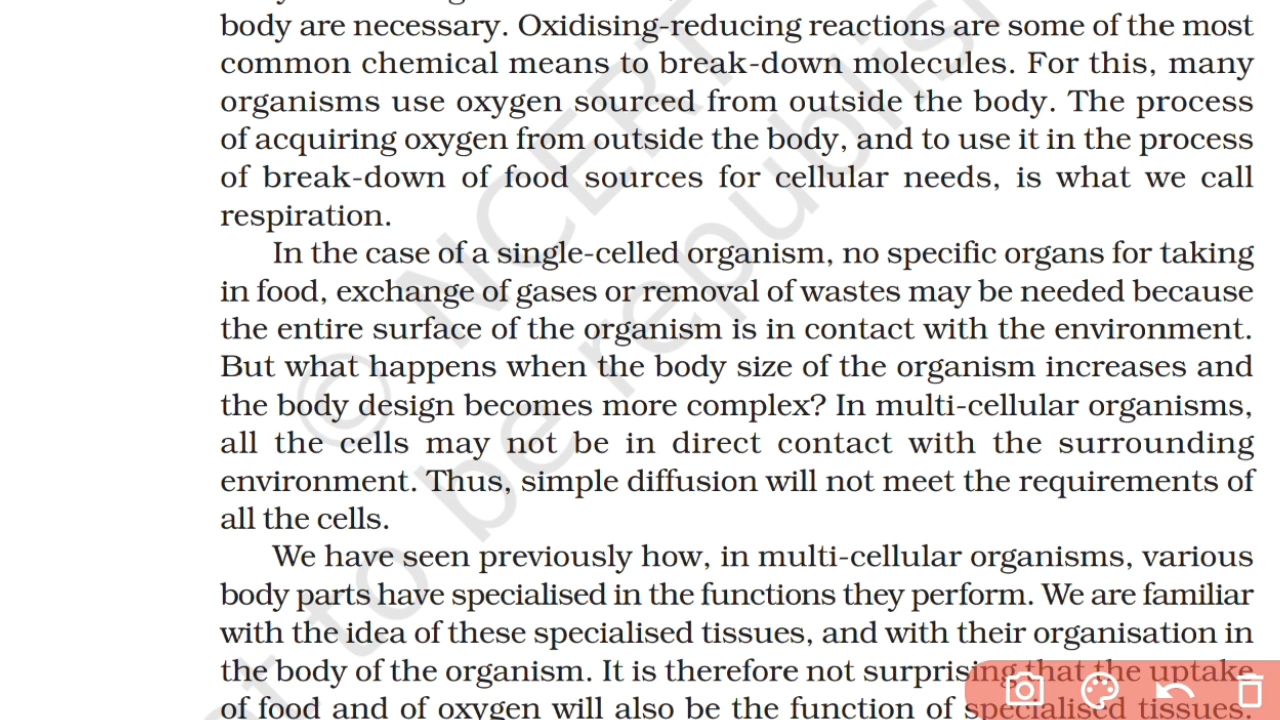 body are necessary. Oxidising-reducing reactions are some of the most
common chemical means to break-down molecules. For this, many
organisms use oxygen sourced from outside the body. The process
of acquiring oxygen from outside the body, and to use it in the process
of break-down of food sources for cellular needs, is what we call
respiration.
In the case of a single-celled organism, no specific organs for taking
in food, exchange of gases or removal of wastes may be needed because
the entire surface of the organism is in contact with the environment.
But what happens when the body size of the organism increases and
the body design becomes more complex? In multi-cellular organisms,
all the cells may not be in direct contact with the surrounding
environment. Thus, simple diffusion will not meet the requirements of
all the cells.
We have seen previously how, in multi-cellular organisms, various
body parts have specialised in the functions they perform. We are familiar
with the idea of these specialised tissues, and with their organisation in
the body of the organism. It is therefore not surprising that the uptake
of food and of oxygen will also be the function of specialised tissues.
© NCERT
to be republish